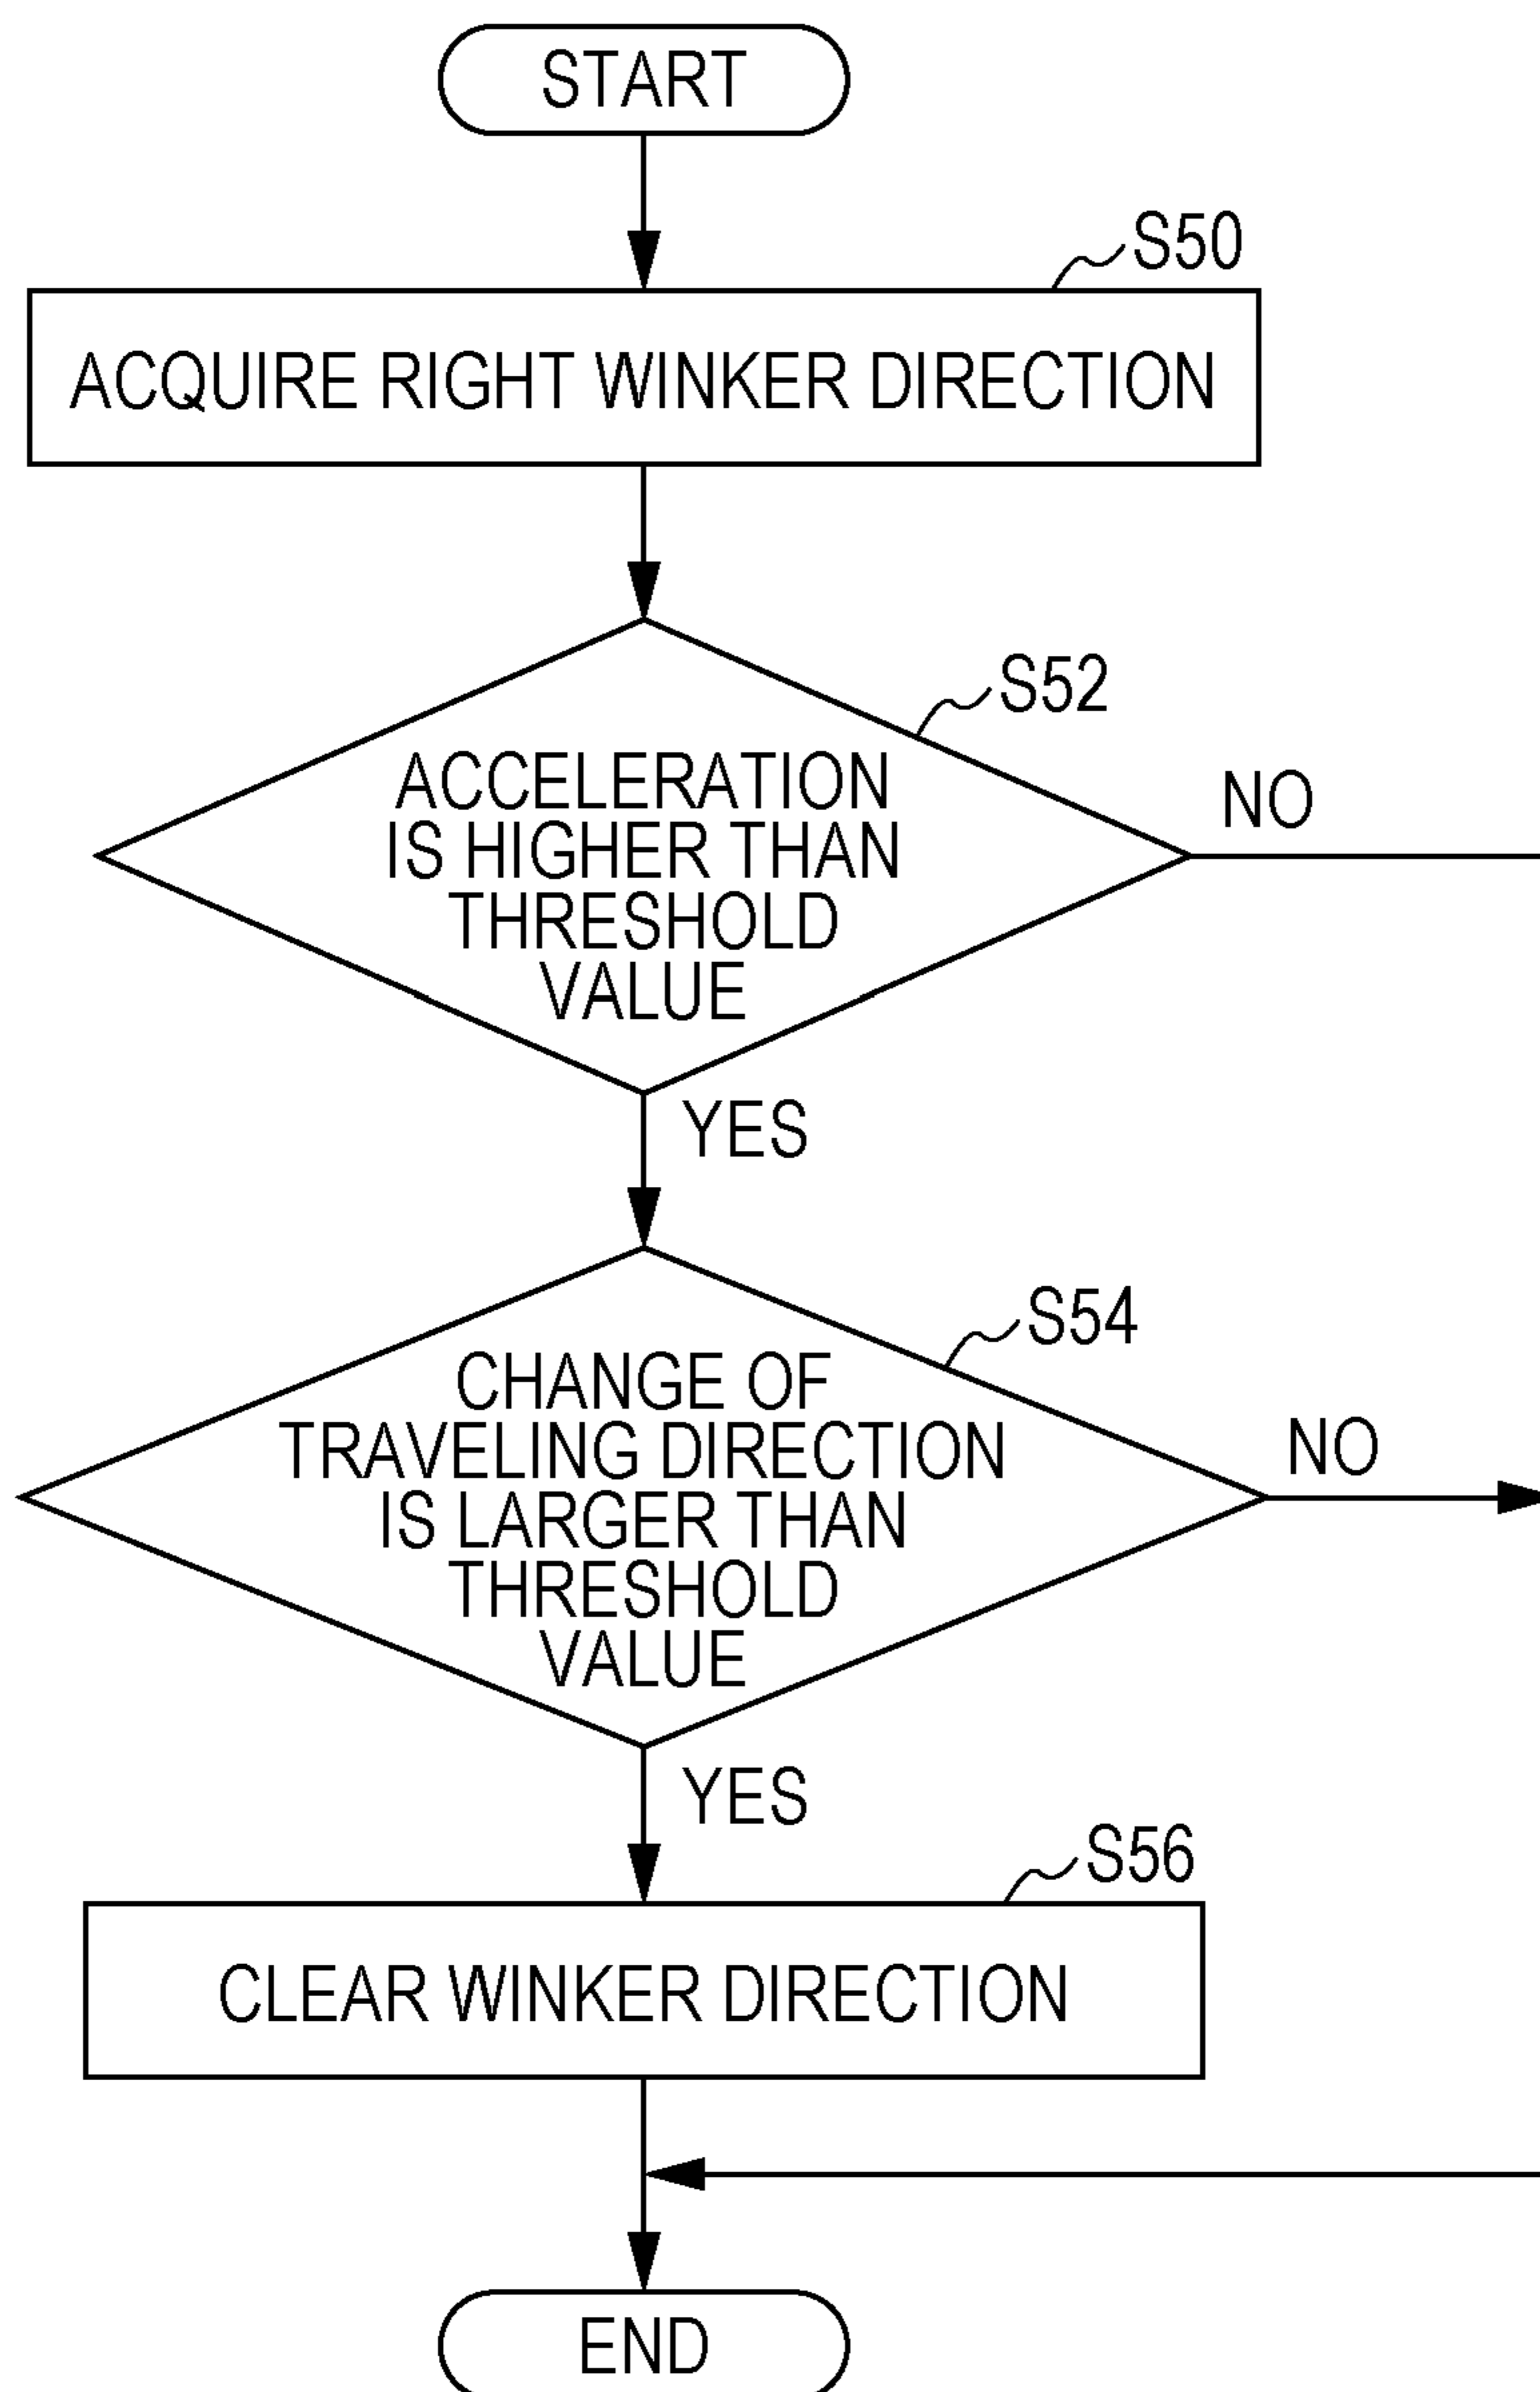 START
S50
ACQUIRE RIGHT WINKER DIRECTION
S52
ACCELERATION
IS HIGHER THAN
THRESHOLD
VALUE
NO
YES
S54
CHANGE OF
TRAVELING DIRECTION
IS LARGER THAN
THRESHOLD
VALUE
NO
YES
S56
CLEAR WINKER DIRECTION
END